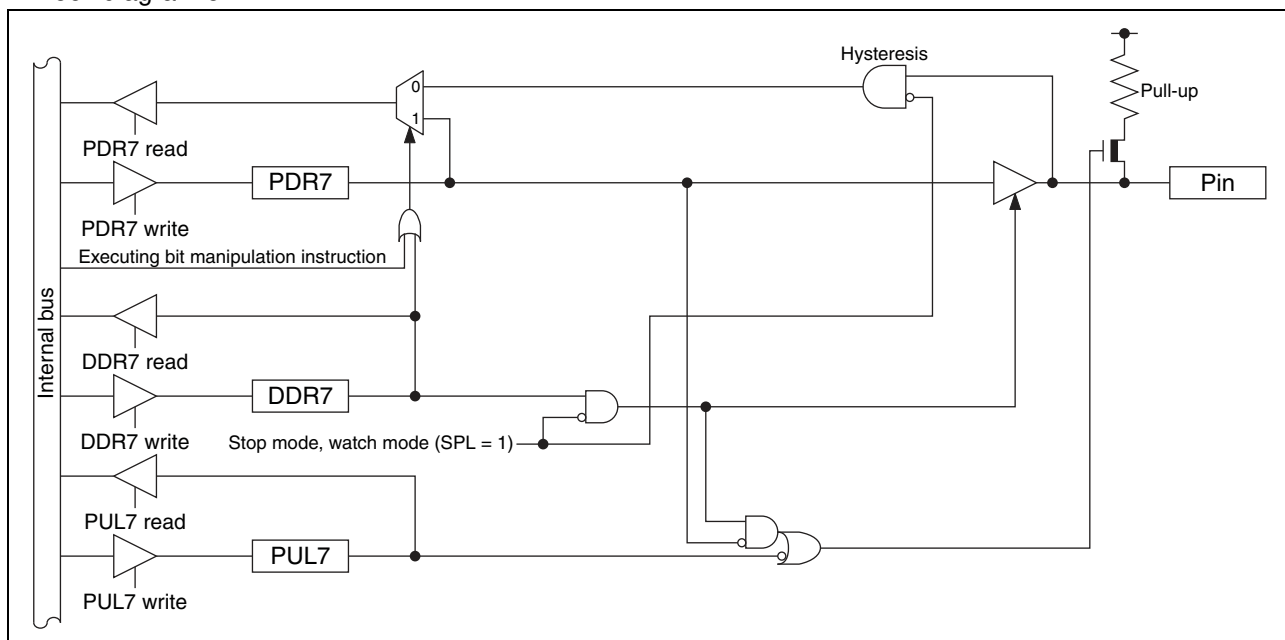 Hysteresis
0
Pull-up
1
PDR7 read
PDR7
Pin
PDR7 write
Executing bit manipulation instruction
Internal bus
DDR7 read
DDR7
DDR7 write
Stop mode, watch mode (SPL = 1)
PUL7 read
PUL7
PUL7 write